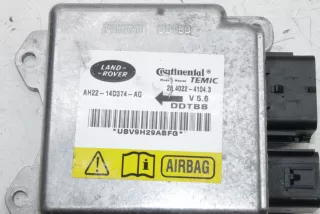 LAND-
ROVER
Continental
TEMIC
AH22-14D374-AG
28.4022-4104.3
V 5.6
DDTBB
*UBV9H29ABFG*
i
AIRBAG